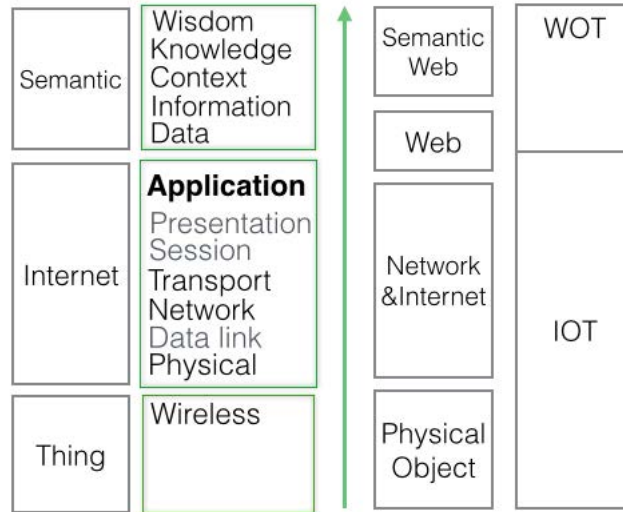 Semantic
Wisdom
Knowledge
Context
Information
Data
Internet
Application
Presentation
Session
Transport
Network
Data link
Physical
Thing
Wireless
Semantic
Web
Web
Network
&Internet
Physical
Object
WOT
IOT